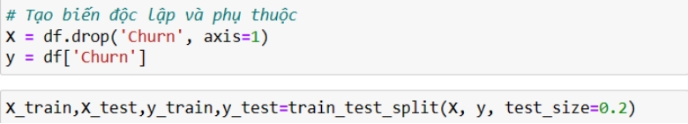 # Tạo biến độc lập và phụ thuộc
X = df.drop('Churn', axis=1)
y = df['Churn']
X_train,X_test,y_train,y_test=train_test_split(X, y, test_size=0.2)